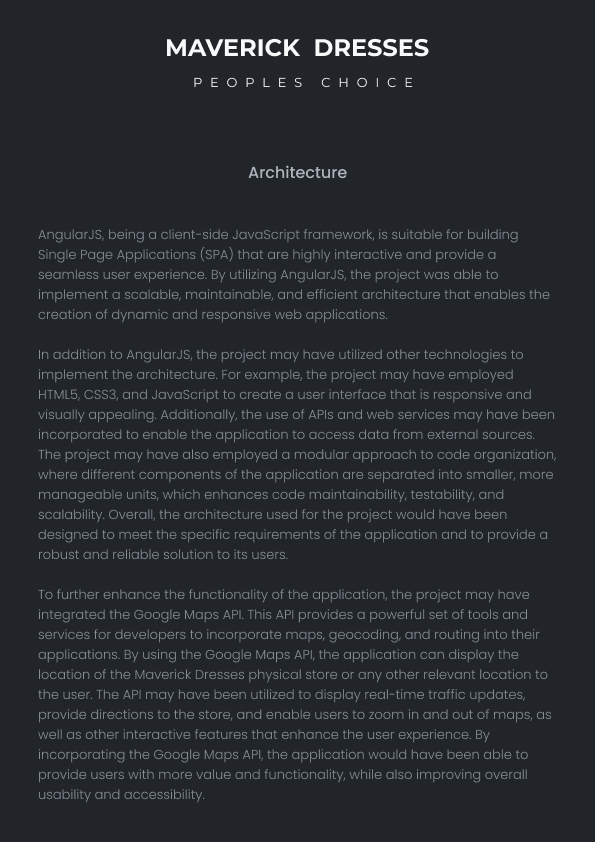 MAVERICK DRESSES
PEOPLES CHOICE
Architecture
AngularJS, being a client-side JavaScript framework, is suitable for building
Single Page Applications (SPA) that are highly interactive and provide a
seamless user experience. By utilizing AngularJS, the project was able to
implement a scalable, maintainable, and efficient architecture that enables the
creation of dynamic and responsive web applications.
In addition to AngularJS, the project may have utilized other technologies to
implement the architecture. For example, the project may have employed
HTML5, CSS3, and JavaScript to create a user interface that is responsive and
visually appealing. Additionally, the use of APIs and web services may have been
incorporated to enable the application to access data from external sources.
The project may have also employed a modular approach to code organization,
where different components of the application are separated into smaller, more
manageable units, which enhances code maintainability, testability, and
scalability. Overall, the architecture used for the project would have been
designed to meet the specific requirements of the application and to provide a
robust and reliable solution to its users.
To further enhance the functionality of the application, the project may have
integrated the Google Maps API. This API provides a powerful set of tools and
services for developers to incorporate maps, geocoding, and routing into their
applications. By using the Google Maps API, the application can display the
location of the Maverick Dresses physical store or any other relevant location to
the user. The API may have been utilized to display real-time traffic updates,
provide directions to the store, and enable users to zoom in and out of maps, as
well as other interactive features that enhance the user experience. By
incorporating the Google Maps API, the application would have been able to
provide users with more value and functionality, while also improving overall
usability and accessibility.